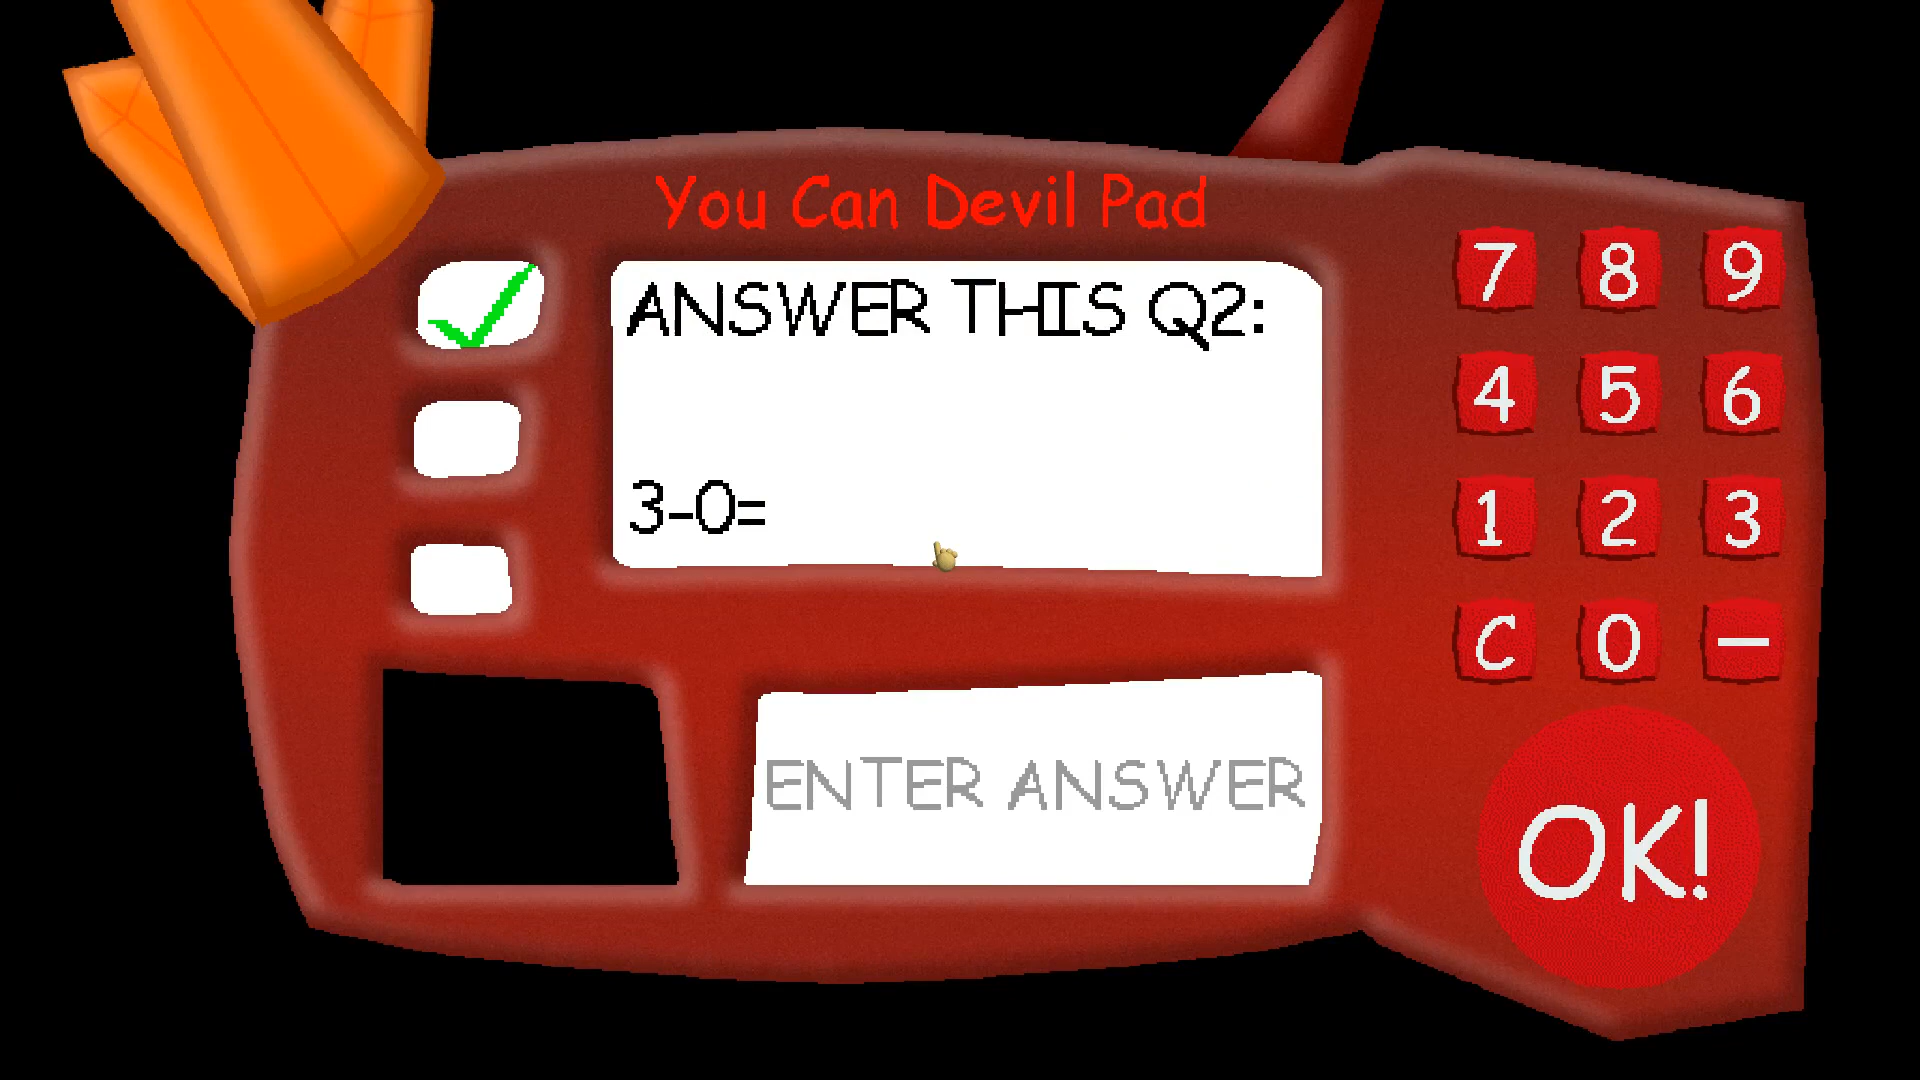 You Can Devil Pad
ANSWER THIS Q2:
3-0=
ENTER ANSWER
7 8 9
4 5 6
1 2 3
C 0 —
OK!